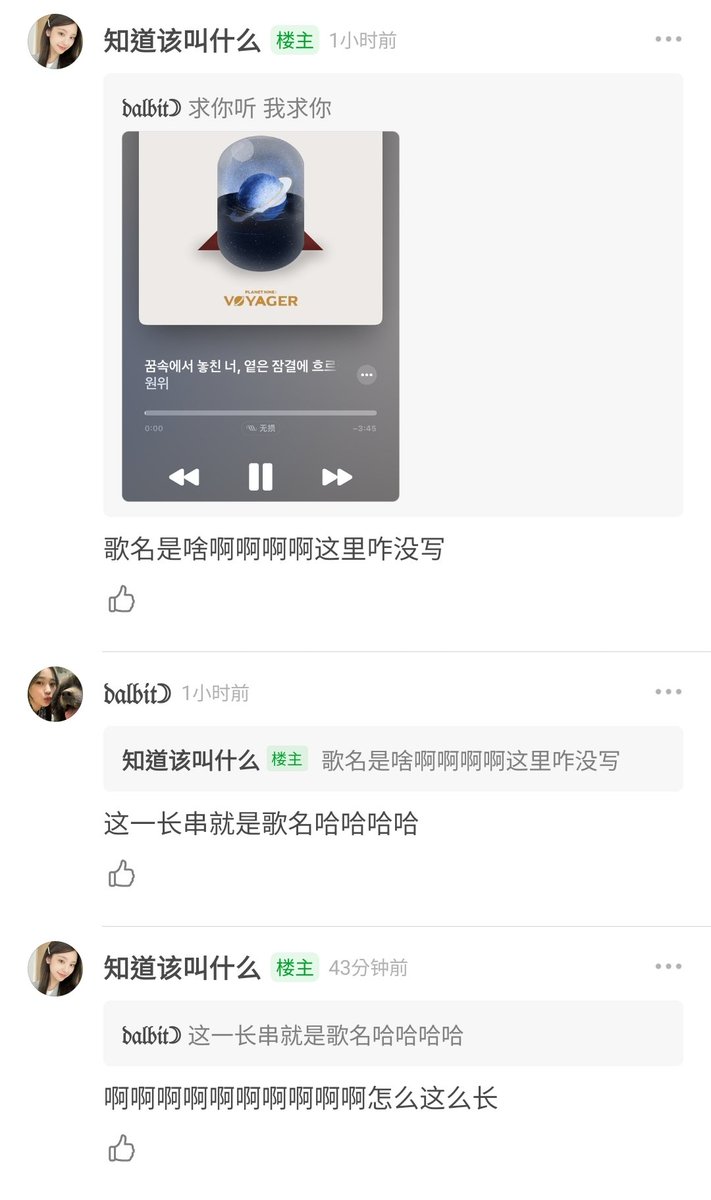 知道该叫什么 楼主 1小时前
𝔡𝔞𝔩𝔟𝔦𝔱☽ 求你听 我求你
PLANET NINE:
VOYAGER
꿈속에서 놓친 너, 옅은 잠결에 흐르
원위
0:00 无损 -3:45
歌名是啥啊啊啊啊这里咋没写
𝔡𝔞𝔩𝔟𝔦𝔱☽ 1小时前
知道该叫什么 楼主 歌名是啥啊啊啊啊这里咋没写
这一长串就是歌名哈哈哈哈
知道该叫什么 楼主 43分钟前
𝔡𝔞𝔩𝔟𝔦𝔱☽ 这一长串就是歌名哈哈哈哈
啊啊啊啊啊啊啊啊啊啊怎么这么长